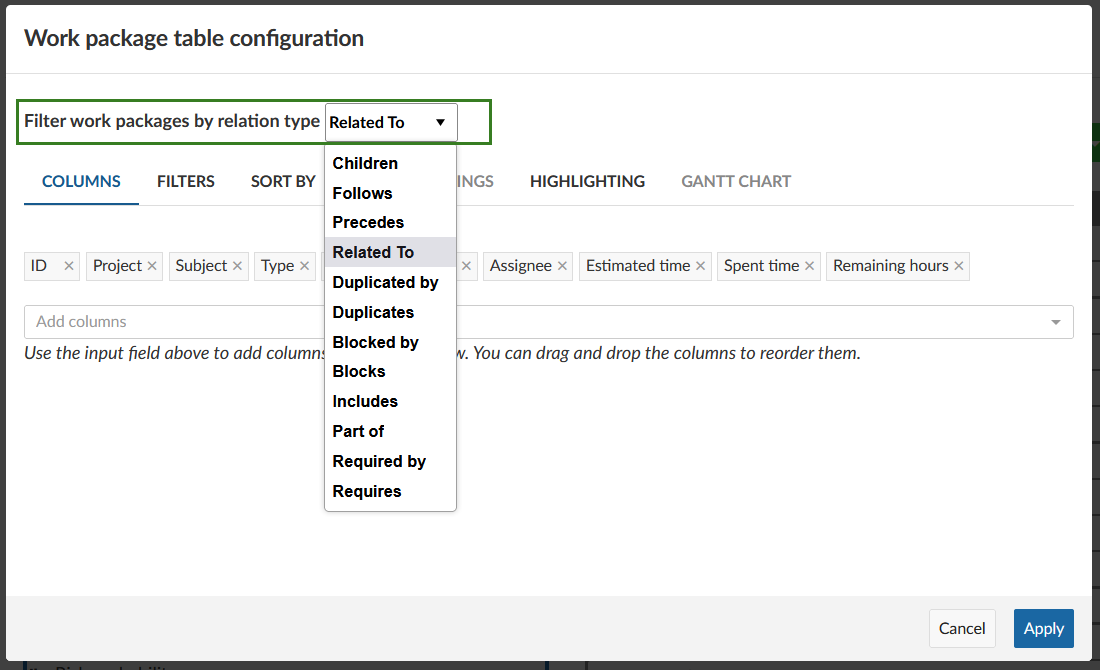 Work package table configuration
Filter work packages by relation type Related To
Children
Follows
Precedes
Related To
Duplicated by
Duplicates
Blocked by
Blocks
Includes
Part of
Required by
Requires
COLUMNS FILTERS SORT BY INGS HIGHLIGHTING GANTT CHART
ID × Project × Subject × Type × × Assignee × Estimated time × Spent time × Remaining hours ×
Add columns
Use the input field above to add columns w. You can drag and drop the columns to reorder them.
Cancel Apply